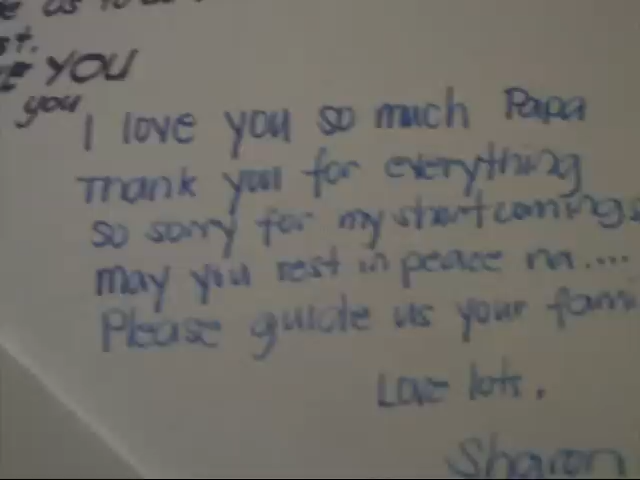 YOU
you
I love you so much Papa
Thank you for everything
so sorry for my shortcomings
may you rest in peace na....
Please guide us your fami
Love lots.
Sharon